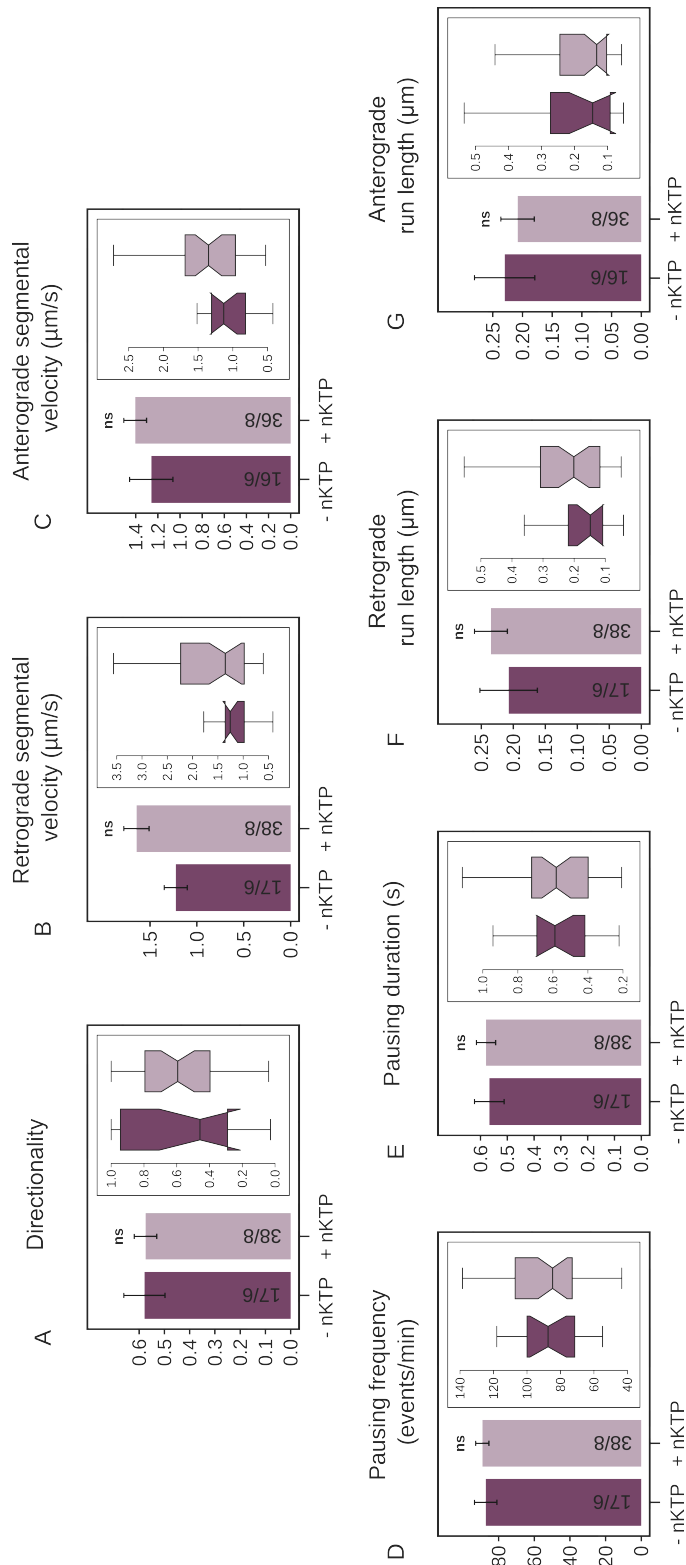 A
Directionality
0.6
0.5
0.4
0.3
0.2
0.1
0.0
ns
17/6
38/8
- nKTP
+ nKTP
1.0
0.8
0.6
0.4
0.2
0.0
B
Retrograde segmental
velocity (µm/s)
1.5
1.0
0.5
0.0
ns
17/6
38/8
- nKTP
+ nKTP
3.5
3.0
2.5
2.0
1.5
1.0
0.5
C
Anterograde segmental
velocity (µm/s)
1.4
1.2
1.0
0.8
0.6
0.4
0.2
0.0
ns
16/6
36/8
- nKTP
+ nKTP
2.5
2.0
1.5
1.0
0.5
D
Pausing frequency
(events/min)
80
60
40
20
0
ns
17/6
38/8
- nKTP
+ nKTP
140
120
100
80
60
40
E
Pausing duration (s)
0.6
0.5
0.4
0.3
0.2
0.1
0.0
ns
17/6
38/8
- nKTP
+ nKTP
1.0
0.8
0.6
0.4
0.2
F
Retrograde
run length (µm)
0.25
0.20
0.15
0.10
0.05
0.00
ns
17/6
38/8
- nKTP
+ nKTP
0.5
0.4
0.3
0.2
0.1
G
Anterograde
run length (µm)
0.25
0.20
0.15
0.10
0.05
0.00
ns
16/6
36/8
- nKTP
+ nKTP
0.5
0.4
0.3
0.2
0.1